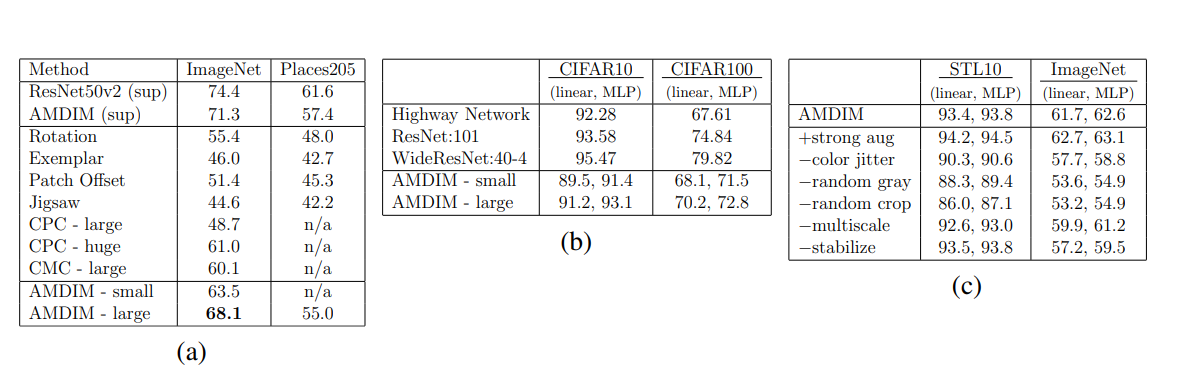 Method ImageNet Places205
ResNet50v2 (sup) 74.4 61.6
AMDIM (sup) 71.3 57.4
Rotation 55.4 48.0
Exemplar 46.0 42.7
Patch Offset 51.4 45.3
Jigsaw 44.6 42.2
CPC - large 48.7 n/a
CPC - huge 61.0 n/a
CMC - large 60.1 n/a
AMDIM - small 63.5 n/a
AMDIM - large 68.1 55.0
(a)
CIFAR10 CIFAR100
(linear, MLP) (linear, MLP)
Highway Network 92.28 67.61
ResNet:101 93.58 74.84
WideResNet:40-4 95.47 79.82
AMDIM - small 89.5, 91.4 68.1, 71.5
AMDIM - large 91.2, 93.1 70.2, 72.8
(b)
STL10 ImageNet
(linear, MLP) (linear, MLP)
AMDIM 93.4, 93.8 61.7, 62.6
+strong aug 94.2, 94.5 62.7, 63.1
−color jitter 90.3, 90.6 57.7, 58.8
−random gray 88.3, 89.4 53.6, 54.9
−random crop 86.0, 87.1 53.2, 54.9
−multiscale 92.6, 93.0 59.9, 61.2
−stabilize 93.5, 93.8 57.2, 59.5
(c)